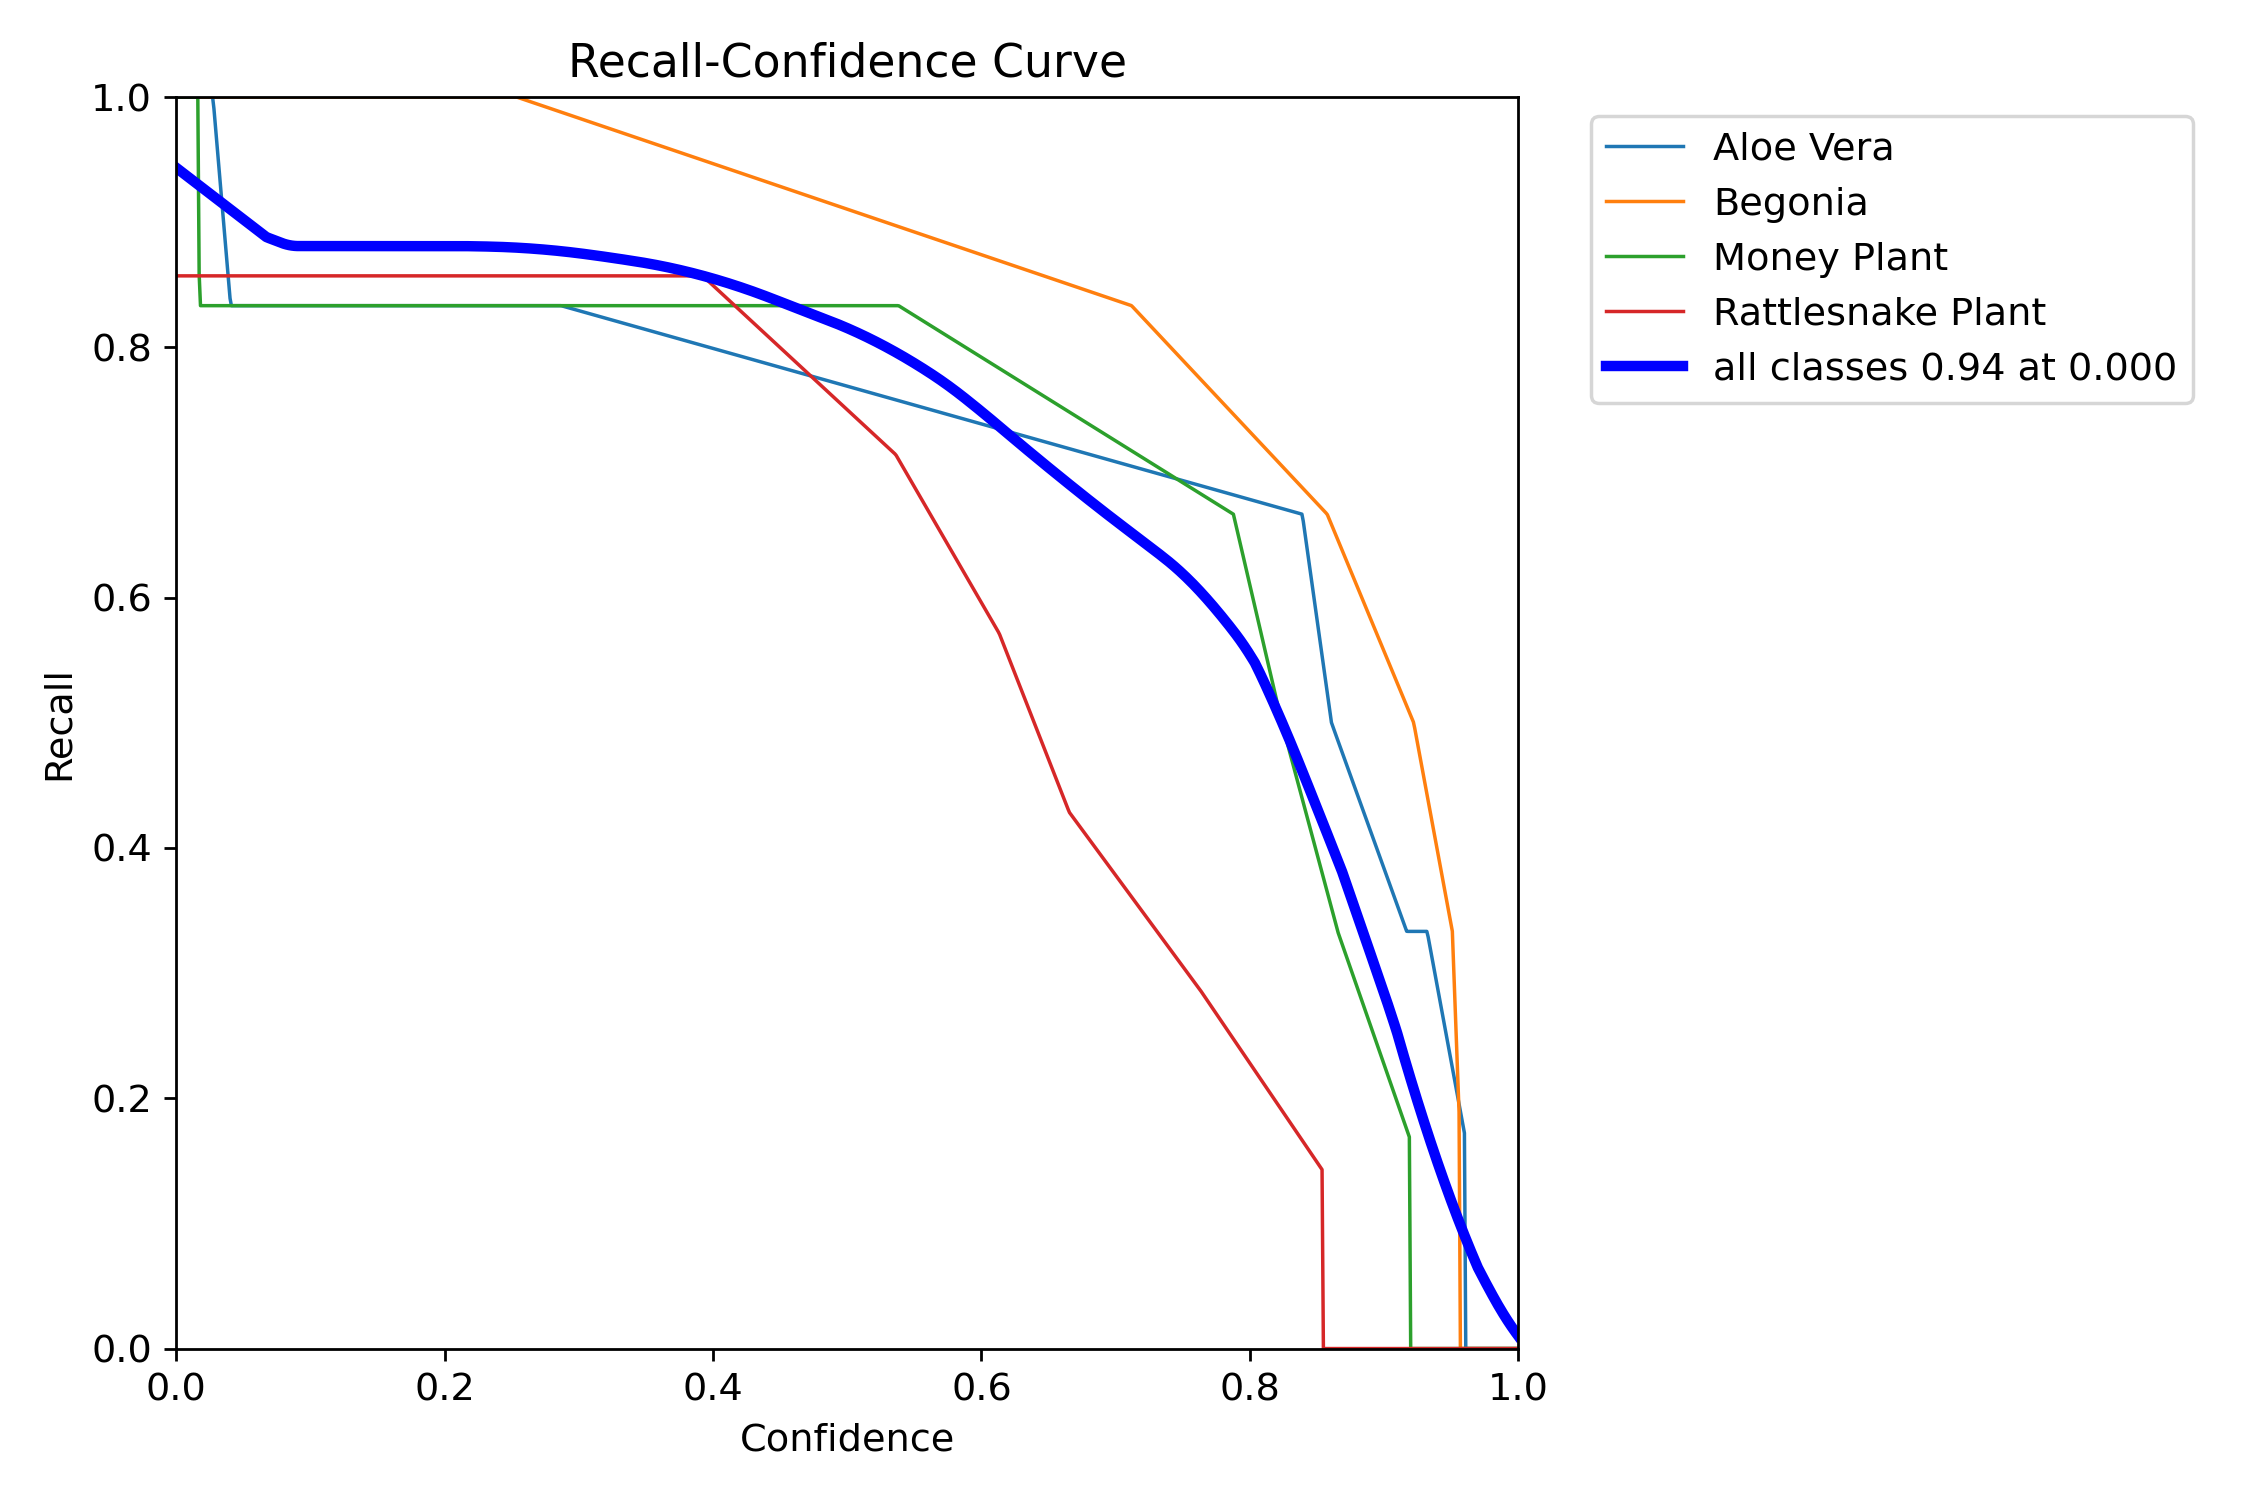 Recall-Confidence Curve
1.0
0.8
0.6
0.4
0.2
0.0
Recall
0.0 0.2 0.4 0.6 0.8 1.0
Confidence
Aloe Vera
Begonia
Money Plant
Rattlesnake Plant
all classes 0.94 at 0.000